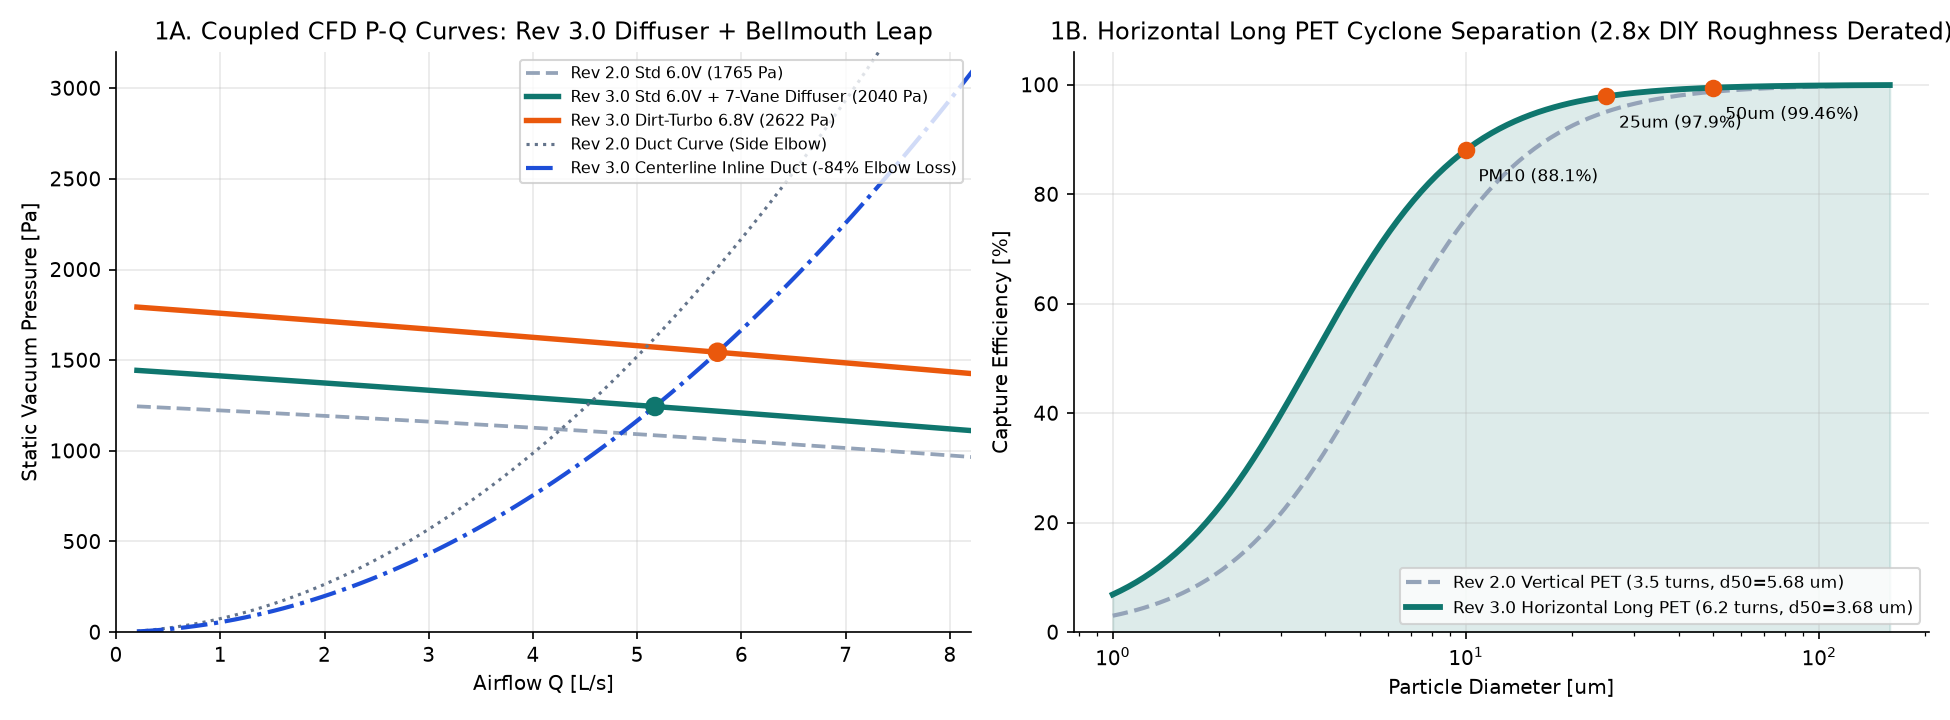 1A. Coupled CFD P-Q Curves: Rev 3.0 Diffuser + Bellmouth Leap
Static Vacuum Pressure [Pa]
3000
2500
2000
1500
1000
500
0
0 1 2 3 4 5 6 7 8
Airflow Q [L/s]
Rev 2.0 Std 6.0V (1765 Pa)
Rev 3.0 Std 6.0V + 7-Vane Diffuser (2040 Pa)
Rev 3.0 Dirt-Turbo 6.8V (2622 Pa)
Rev 2.0 Duct Curve (Side Elbow)
Rev 3.0 Centerline Inline Duct (-84% Elbow Loss)
1B. Horizontal Long PET Cyclone Separation (2.8x DIY Roughness Derated)
Capture Efficiency [%]
100
80
60
40
20
0
10⁰ 10¹ 10²
Particle Diameter [um]
50um (99.46%)
25um (97.9%)
PM10 (88.1%)
Rev 2.0 Vertical PET (3.5 turns, d50=5.68 um)
Rev 3.0 Horizontal Long PET (6.2 turns, d50=3.68 um)